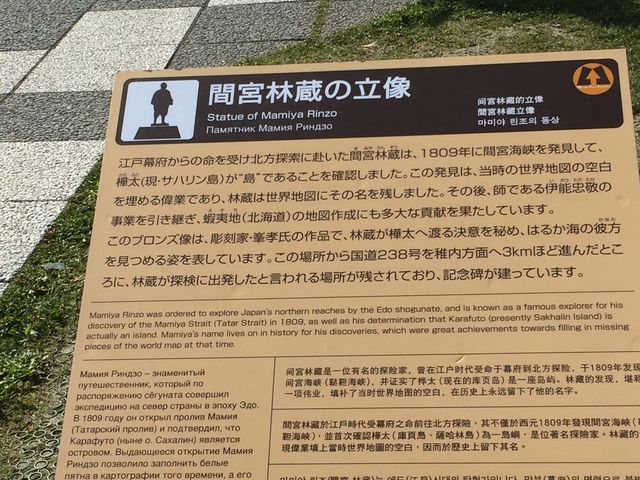 間宮林蔵の立像
Statue of Mamiya Rinzo
Памятник Мамия Риндзо
间宫林藏的立像
間宮林藏立像
마미야 린조의 동상
江戸幕府からの命を受け北方探索に赴いた間宮林蔵は、1809年に間宮海峡を発見して、
樺太(現・サハリン島)が“島”であることを確認しました。この発見は、当時の世界地図の空白
を埋める偉業であり、林蔵は世界地図にその名を残しました。その後、師である伊能忠敬の
事業を引き継ぎ、蝦夷地(北海道)の地図作成にも多大な貢献を果たしています。
このブロンズ像は、彫刻家・峯孝氏の作品で、林蔵が樺太へ渡る決意を秘め、はるか海の彼方
を見つめる姿を表しています。この場所から国道238号を稚内方面へ3kmほど進んだとこ
ろに、林蔵が探検に出発したと言われる場所が残されており、記念碑が建っています。
Mamiya Rinzo was ordered to explore Japan's northern reaches by the Edo shogunate, and is known as a famous explorer for his
discovery of the Mamiya Strait (Tatar Strait) in 1809, as well as his determination that Karafuto (presently Sakhalin Island) is
actually an island. Mamiya's name lives on in history for his discoveries, which were great achievements towards filling in missing
pieces of the world map at that time.
Мамия Риндзо – знаменитый
путешественник, который по
распоряжению сёгуната совершил
экспедицию на север страны в эпоху Эдо.
В 1809 году он открыл пролив Мамия
(Татарский пролив) и подтвердил, что
Карафуто (ныне о. Сахалин) является
островом. Выдающееся открытие Мамия
Риндзо позволило заполнить белые
пятна в картографии того времени, а его
间宫林藏是一位有名的探险家，曾在江户时代受命于幕府到北方探险，于1809年发现
间宫海峡（鞑靼海峡），并证实了桦太（现在的库页岛）是一座岛屿。林藏的发现，堪称
一项伟业，填补了当时世界地图的空白，在历史上永远留下了他的名字。
間宮林藏於江戶時代受幕府之命前往北方探險，其不僅於西元1809年發現間宮海峽（
靼海峽），並首次確認樺太（庫頁島、薩哈林島）為一島嶼，是位著名探險家。林藏的
現偉業填上當時世界地圖的空白，因而於歷史上留下其名。